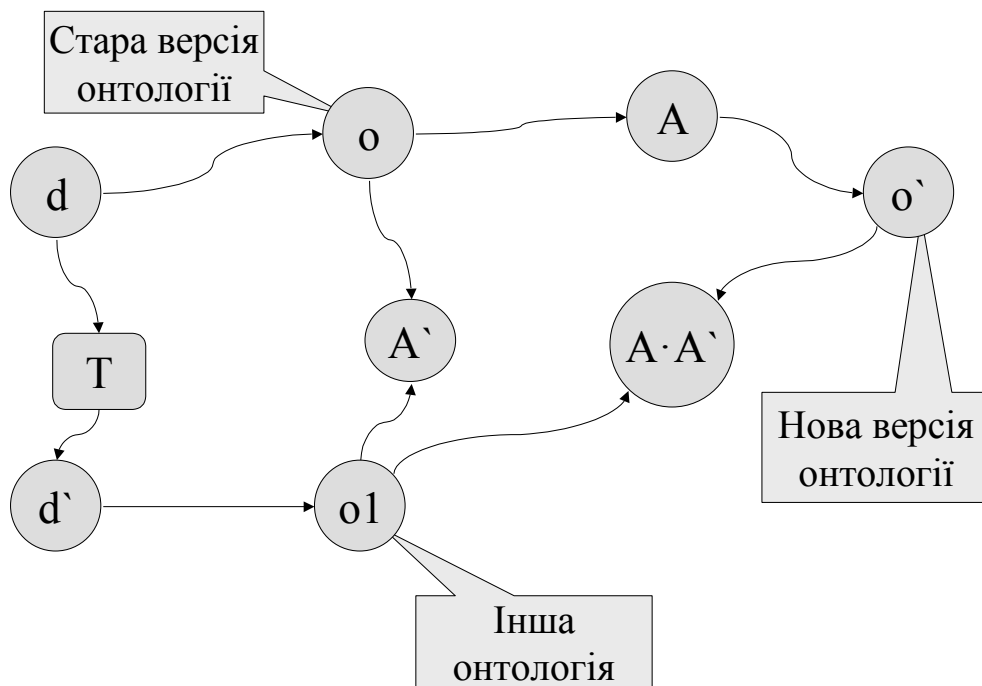 Стара версія
онтології
o
A
d
o`
A`
A·A`
T
Нова версія
онтології
d`
o1
Інша
онтологія